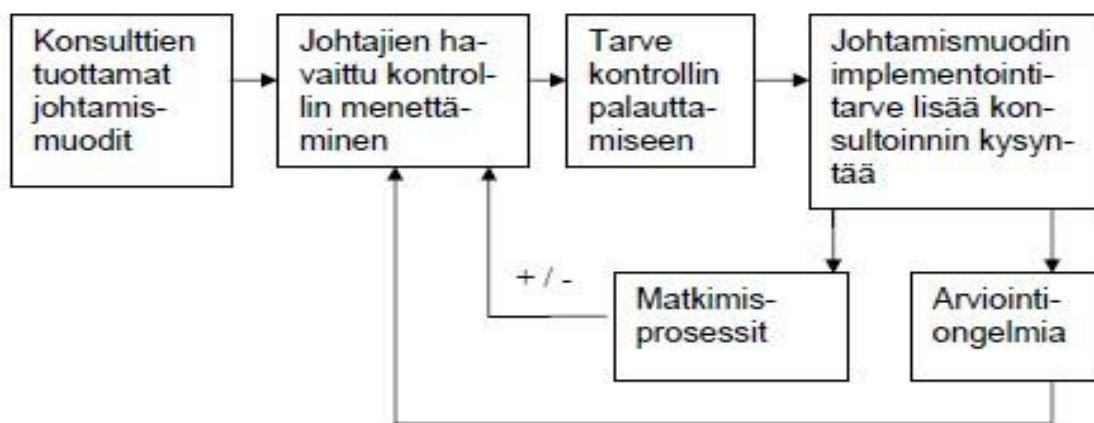 Konsulttien
tuottamat
johtamis-
muodit
Johtajien ha-
vaittu kontrol-
lin menettä-
minen
Tarve
kontrollin
palautta-
miseen
Johtamismuodin
implementointi-
tarve lisää kon-
sultoinnin kysyn-
tää
+ / -
Matkimis-
prosessit
Arviointi-
ongelmia